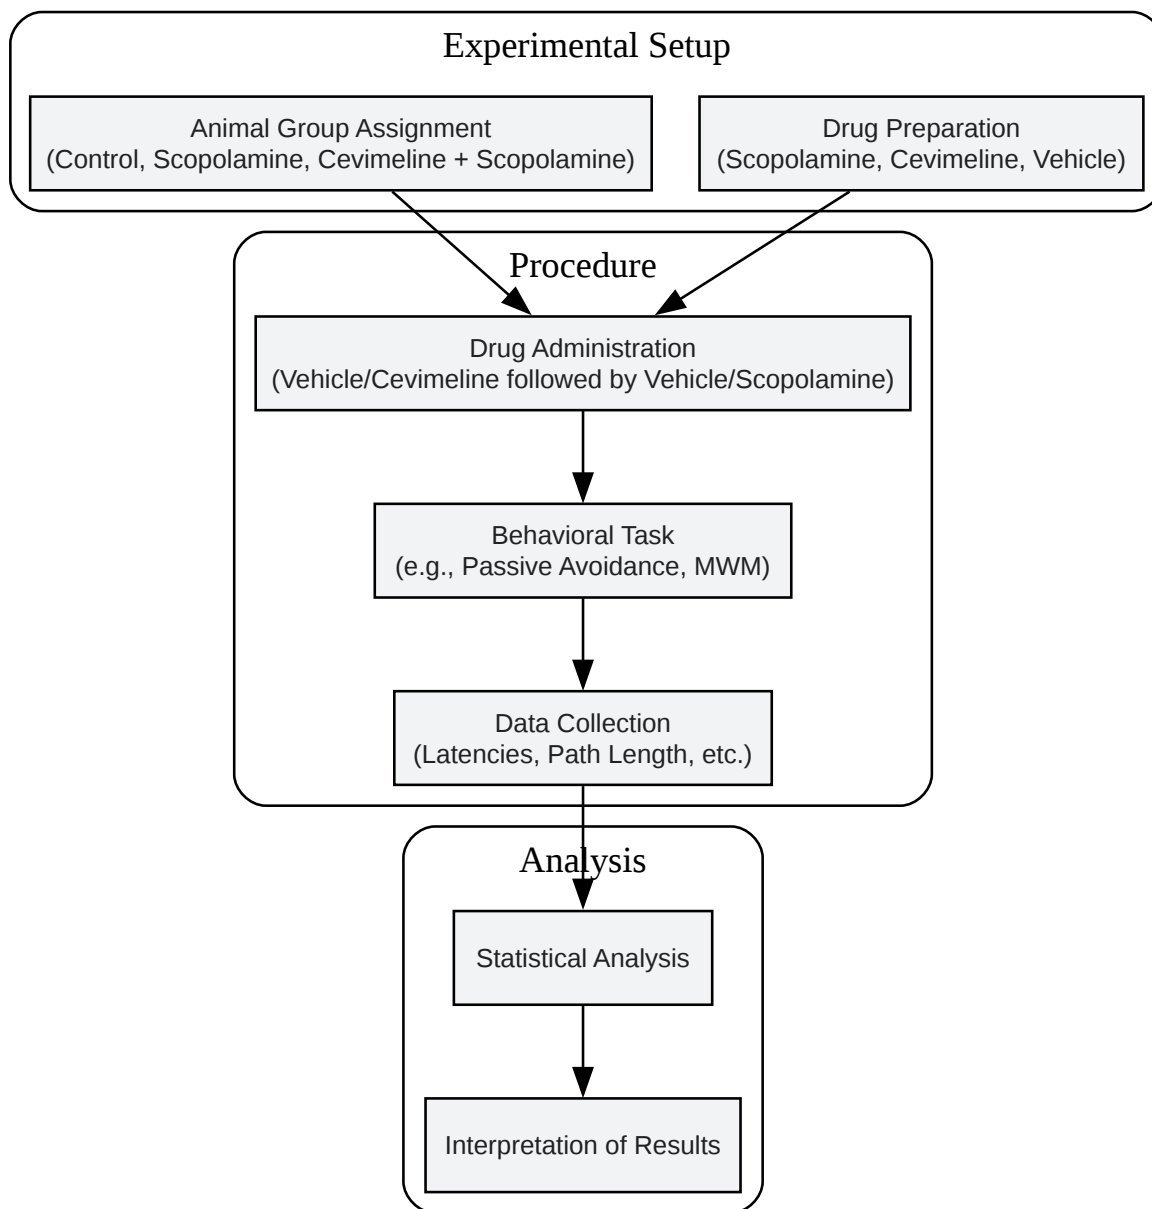 Experimental Setup
Animal Group Assignment
(Control, Scopolamine, Cevimeline + Scopolamine)
Drug Preparation
(Scopolamine, Cevimeline, Vehicle)
Procedure
Drug Administration
(Vehicle/Cevimeline followed by Vehicle/Scopolamine)
Behavioral Task
(e.g., Passive Avoidance, MWM)
Data Collection
(Latencies, Path Length, etc.)
Analysis
Statistical Analysis
Interpretation of Results